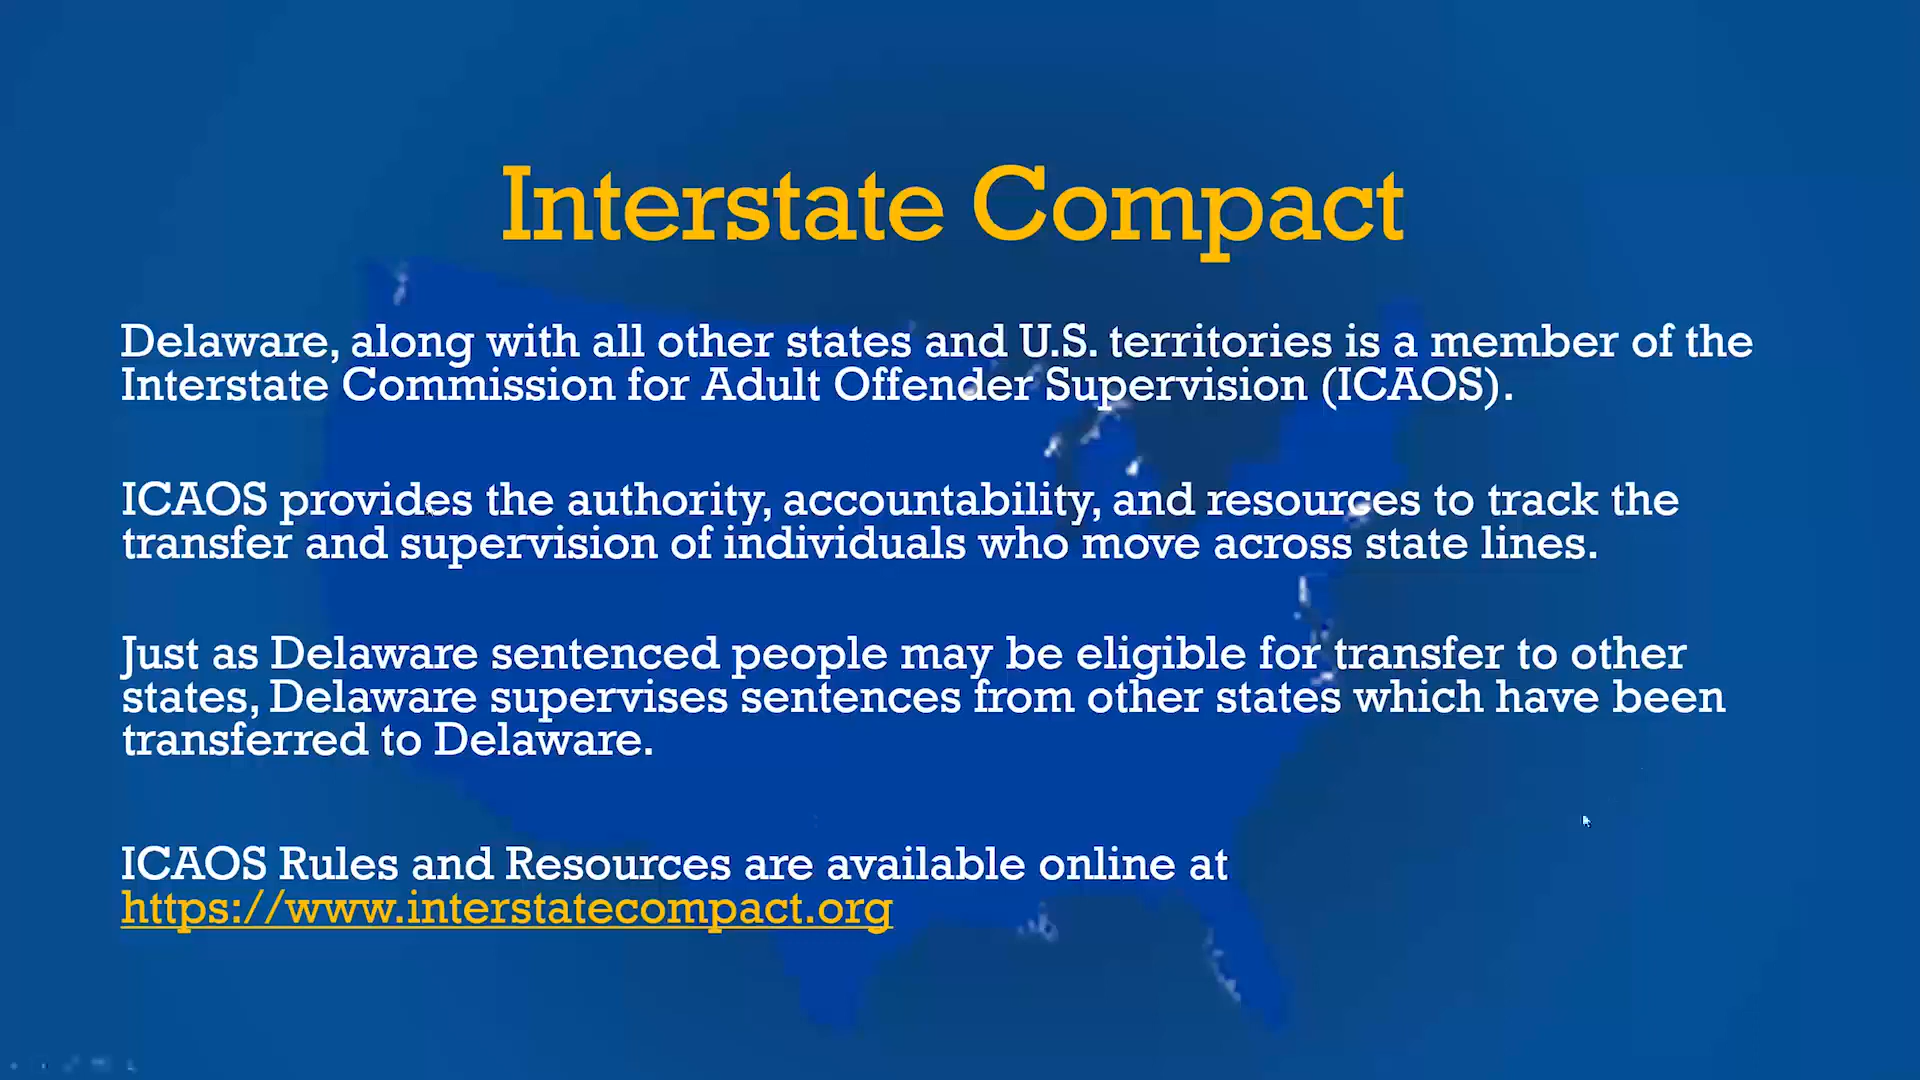 Interstate Compact
Delaware, along with all other states and U.S. territories is a member of the
Interstate Commission for Adult Offender Supervision (ICAOS).
ICAOS provides the authority, accountability, and resources to track the
transfer and supervision of individuals who move across state lines.
Just as Delaware sentenced people may be eligible for transfer to other
states, Delaware supervises sentences from other states which have been
transferred to Delaware.
ICAOS Rules and Resources are available online at
https://www.interstatecompact.org